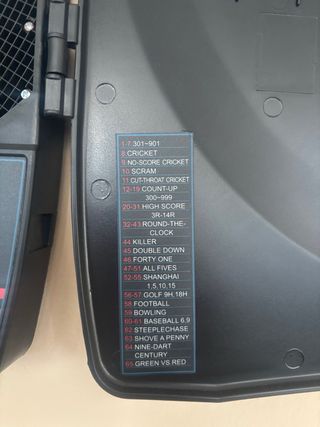 1-7 301~901
8 CRICKET
9 NO-SCORE CRICKET
10 SCRAM
11 CUT-THROAT CRICKET
12-19 COUNT-UP
300~999
20-31 HIGH SCORE
3R-14R
32-43 ROUND-THE-
CLOCK
44 KILLER
45 DOUBLE DOWN
46 FORTY ONE
47-51 ALL FIVES
52-55 SHANGHAI
1.5.10.15
56-57 GOLF 9H,18H
58 FOOTBALL
59 BOWLING
60-61 BASEBALL 6.9
62 STEEPLECHASE
63 SHOVE A PENNY
64 NINE-DART
CENTURY
65 GREEN VS RED